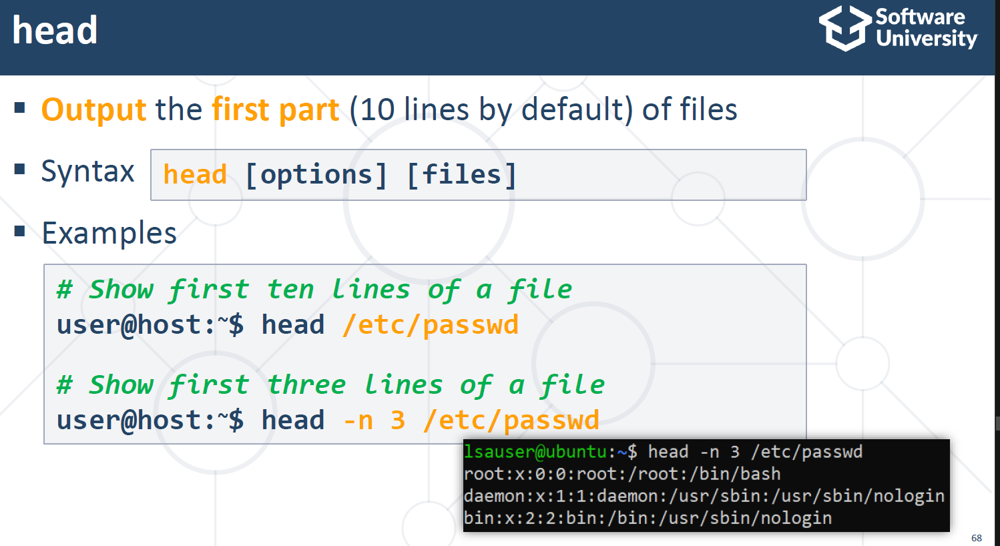 head
Software
University
▪ Output the first part (10 lines by default) of files
▪ Syntax
head [options] [files]
▪ Examples
# Show first ten lines of a file
user@host:~$ head /etc/passwd
# Show first three lines of a file
user@host:~$ head -n 3 /etc/passwd
lsauser@ubuntu:~$ head -n 3 /etc/passwd
root:x:0:0:root:/root:/bin/bash
daemon:x:1:1:daemon:/usr/sbin:/usr/sbin/nologin
bin:x:2:2:bin:/bin:/usr/sbin/nologin
68